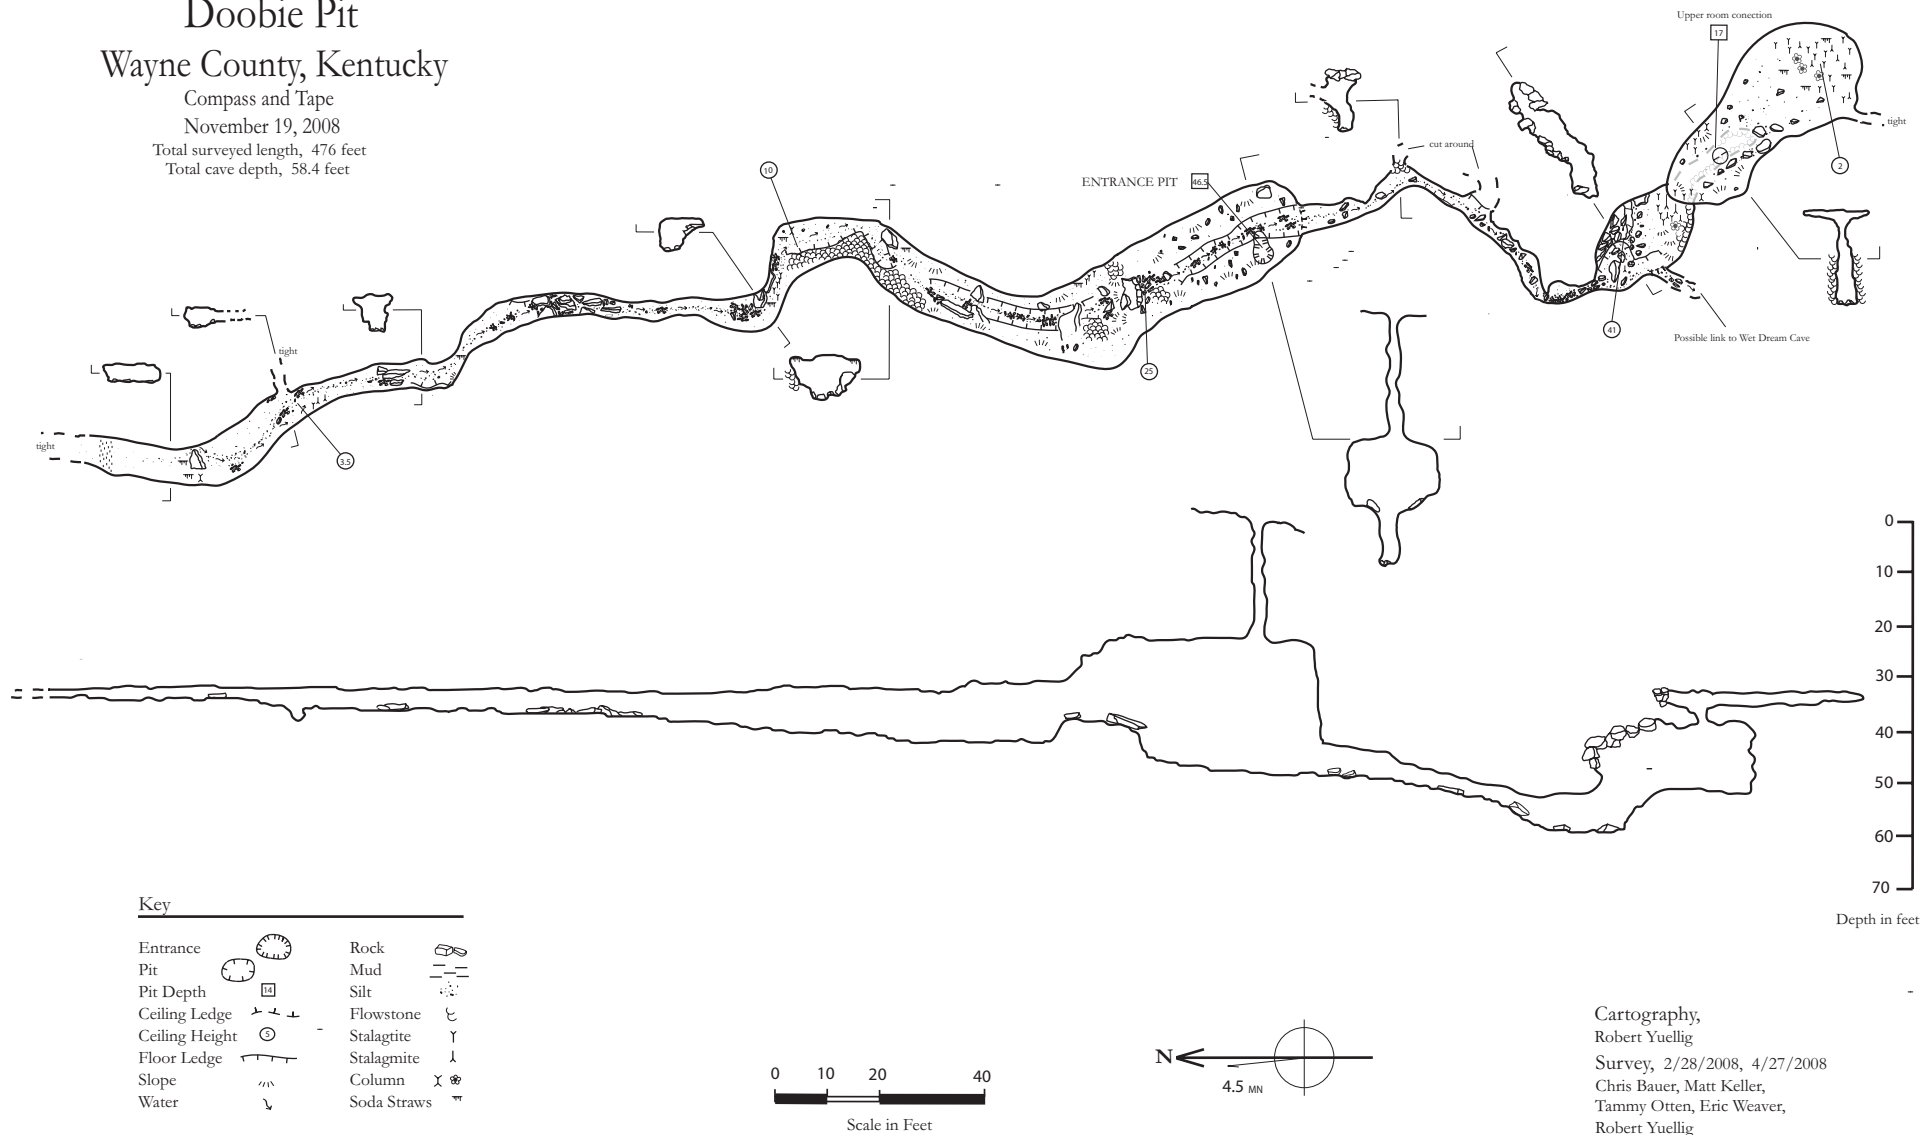 Doobie Pit
Wayne County, Kentucky
Compass and Tape
November 19, 2008
Total surveyed length, 476 feet
Total cave depth, 58.4 feet
Upper room conection
17
tight
2
cut around
ENTRANCE PIT
46.5
10
41
Possible link to Wet Dream Cave
25
tight
tight
3.5
0
10
20
30
40
50
60
70
Depth in feet
Key
Entrance
Pit
Pit Depth 14
Ceiling Ledge
Ceiling Height 5
Floor Ledge
Slope
Water
Rock
Mud
Silt
Flowstone
Stalagtite
Stalagmite
Column
Soda Straws
0 10 20 40
Scale in Feet
N
4.5 MN
Cartography,
Robert Yuellig
Survey, 2/28/2008, 4/27/2008
Chris Bauer, Matt Keller,
Tammy Otten, Eric Weaver,
Robert Yuellig